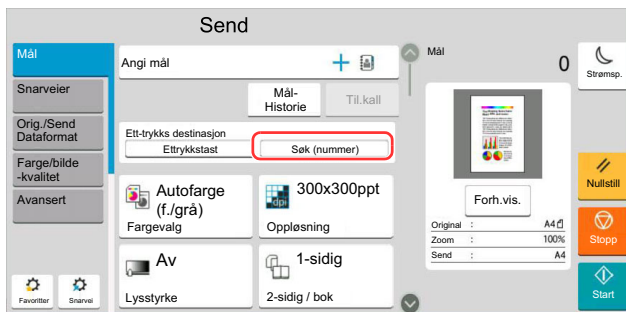 Send
Mål
Snarveier
Orig./Send
Dataformat
Farge/bilde
-kvalitet
Avansert
Favoritter
Snarvei
Angi mål
Mål-
Historie
Til.kall
Ett-trykks destinasjon
Ettrykkstast
Søk (nummer)
Autofarge
(f./grå)
Fargevalg
dpi
300x300ppt
Oppløsning
Av
Lysstyrke
1-sidig
2-sidig / bok
Mål
0
Forh.vis.
Original : A4
Zoom : 100%
Send : A4
Strømsp.
Nullstill
Stopp
Start